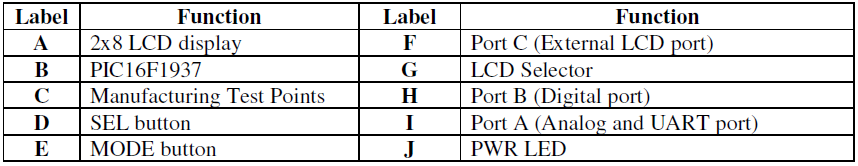 Label Function Label Function
A 2x8 LCD display F Port C (External LCD port)
B PIC16F1937 G LCD Selector
C Manufacturing Test Points H Port B (Digital port)
D SEL button I Port A (Analog and UART port)
E MODE button J PWR LED